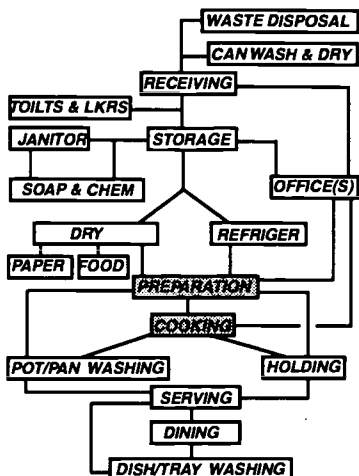 WASTE DISPOSAL
CAN WASH & DRY
RECEIVING
TOILTS & LKRS
JANITOR
STORAGE
SOAP & CHEM
OFFICE(S)
DRY
REFRIGER
PAPER
FOOD
PREPARATION
COOKING
POT/PAN WASHING
HOLDING
SERVING
DINING
DISH/TRAY WASHING